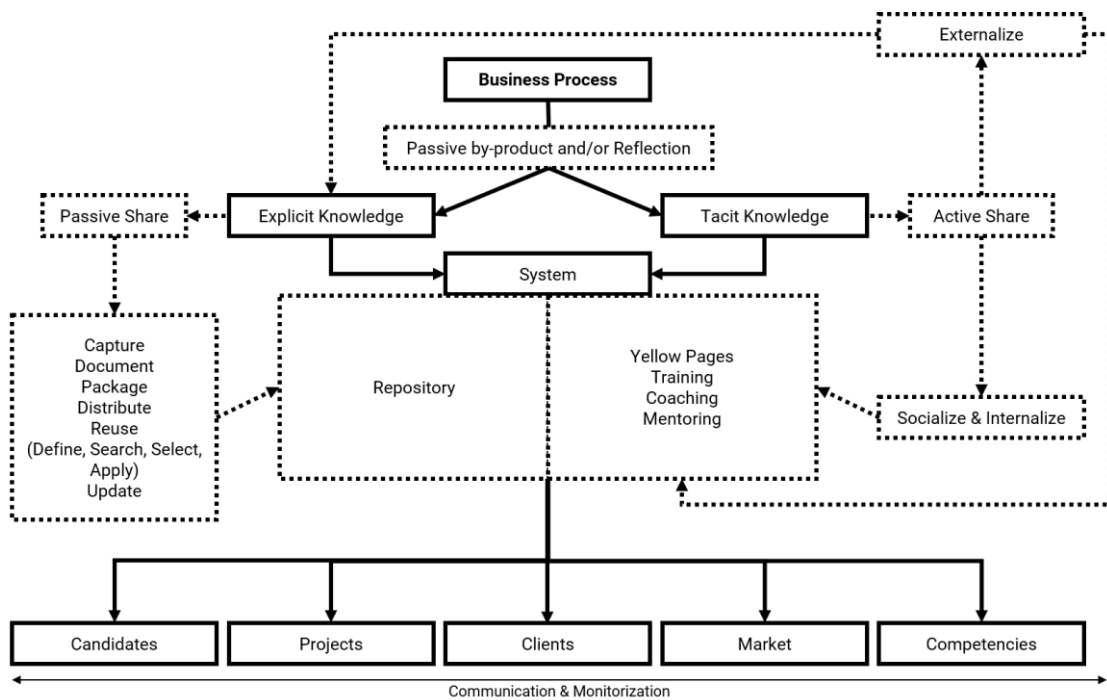 Externalize
Business Process
Passive by-product and/or Reflection
Passive Share
Explicit Knowledge
Tacit Knowledge
Active Share
System
Capture
Document
Package
Distribute
Reuse
(Define, Search, Select,
Apply)
Update
Repository
Yellow Pages
Training
Coaching
Mentoring
Socialize & Internalize
Candidates
Projects
Clients
Market
Competencies
Communication & Monitorization